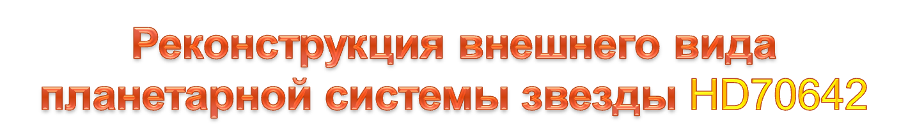 Реконструкция внешнего вида
планетарной системы звезды HD70642